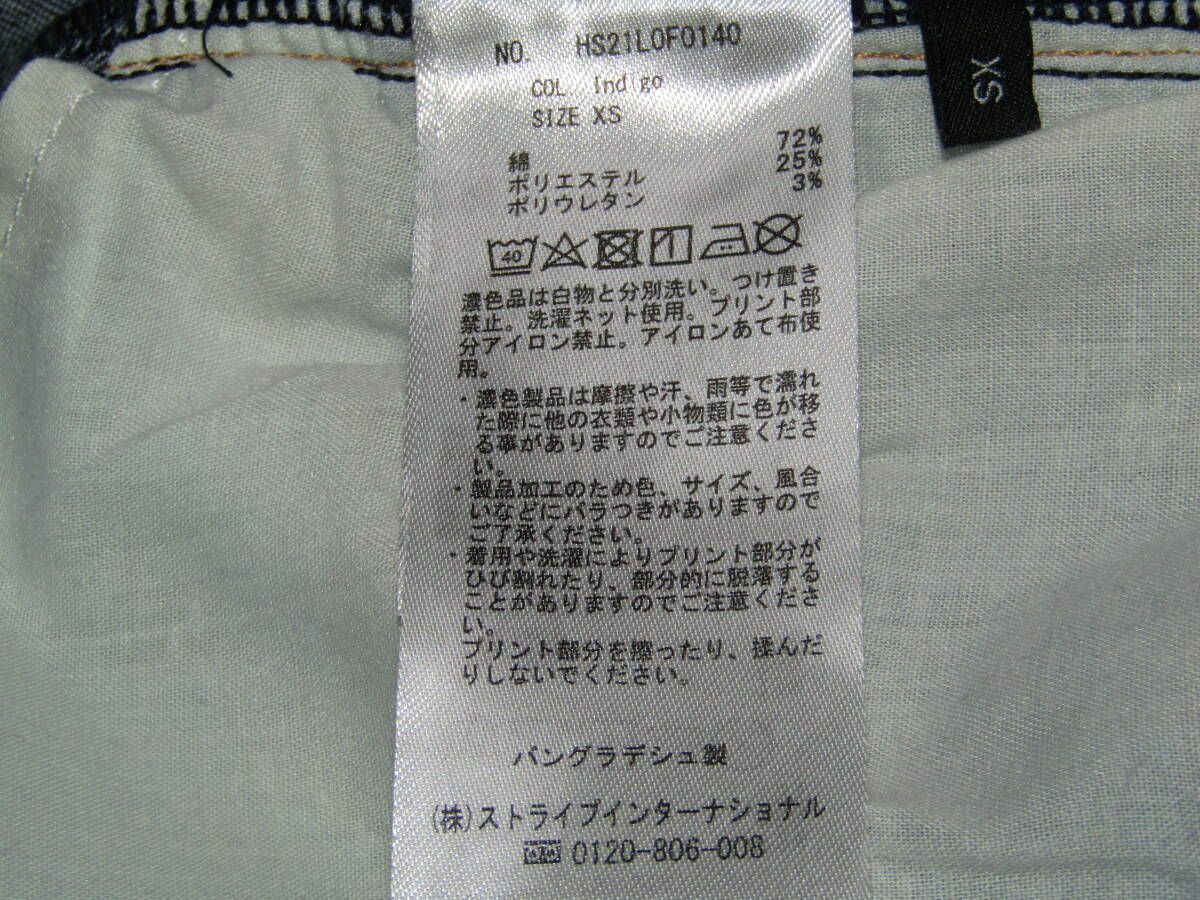 NO. HS21L0F0140
COL Indigo
SIZE XS
綿 72%
ポリエステル 25%
ポリウレタン 3%
40
濃色品は白物と分別洗い。つけ置き
禁止。洗濯ネット使用。プリント部
分アイロン禁止。アイロンあて布使
用。
・濃色製品は摩擦や汗、雨等で濡れ
た際に他の衣類や小物類に色が移
る事がありますのでご注意くださ
い。
・製品加工のため色、サイズ、風合
いなどにバラつきがありますので
ご了承ください。
・着用や洗濯によりプリント部分が
ひび割れたり、部分的に脱落する
ことがありますのでご注意くださ
い。
プリント部分を擦ったり、揉んだ
りしないでください。
バングラデシュ製
(株)ストライプインターナショナル
0120-806-008
XS